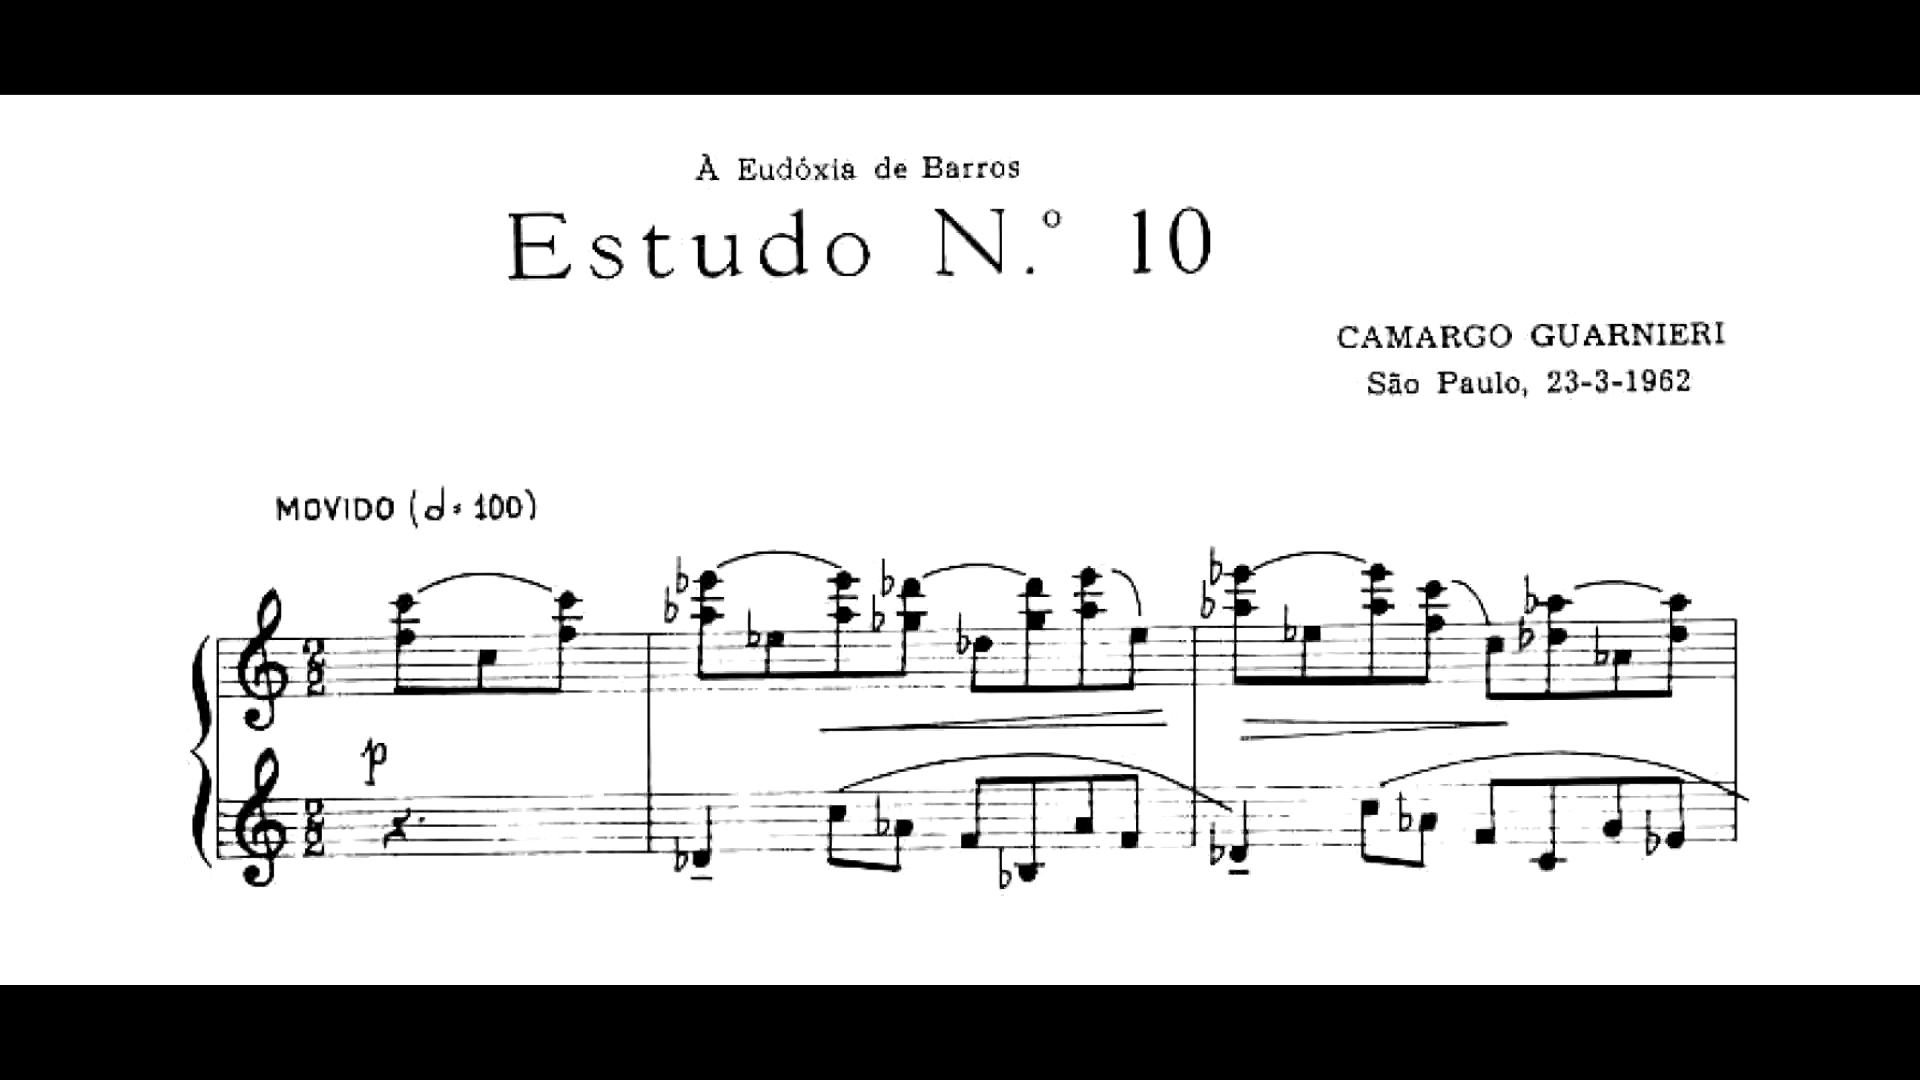 À Eudóxia de Barros
Estudo N.º 10
CAMARGO GUARNIERI
São Paulo, 23-3-1962
MOVIDO (𝅗𝅥 = 100)
p